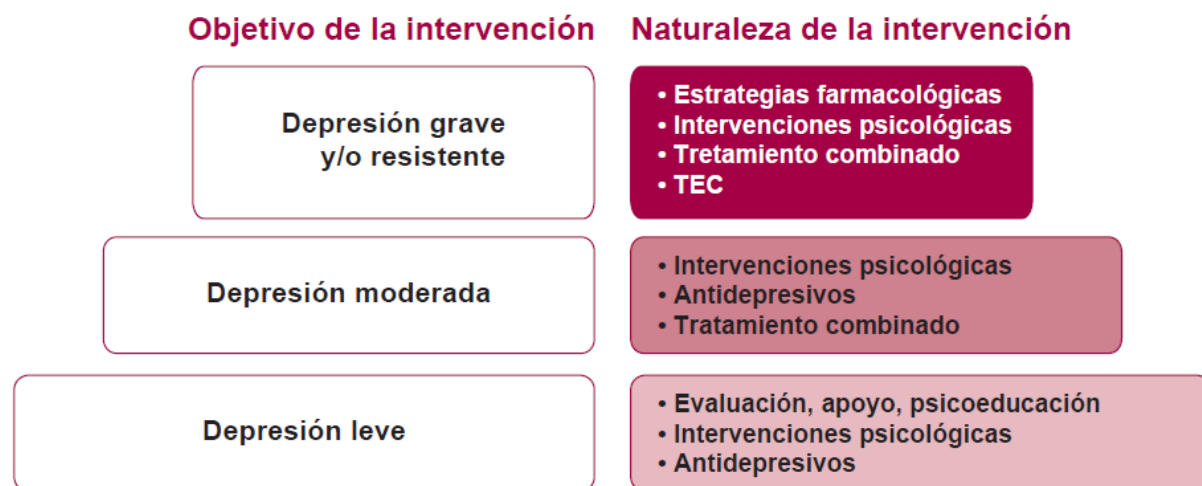 Objetivo de la intervención
Naturaleza de la intervención
Depresión grave
y/o resistente
• Estrategias farmacológicas
• Intervenciones psicológicas
• Tretamiento combinado
• TEC
Depresión moderada
• Intervenciones psicológicas
• Antidepresivos
• Tratamiento combinado
Depresión leve
• Evaluación, apoyo, psicoeducación
• Intervenciones psicológicas
• Antidepresivos